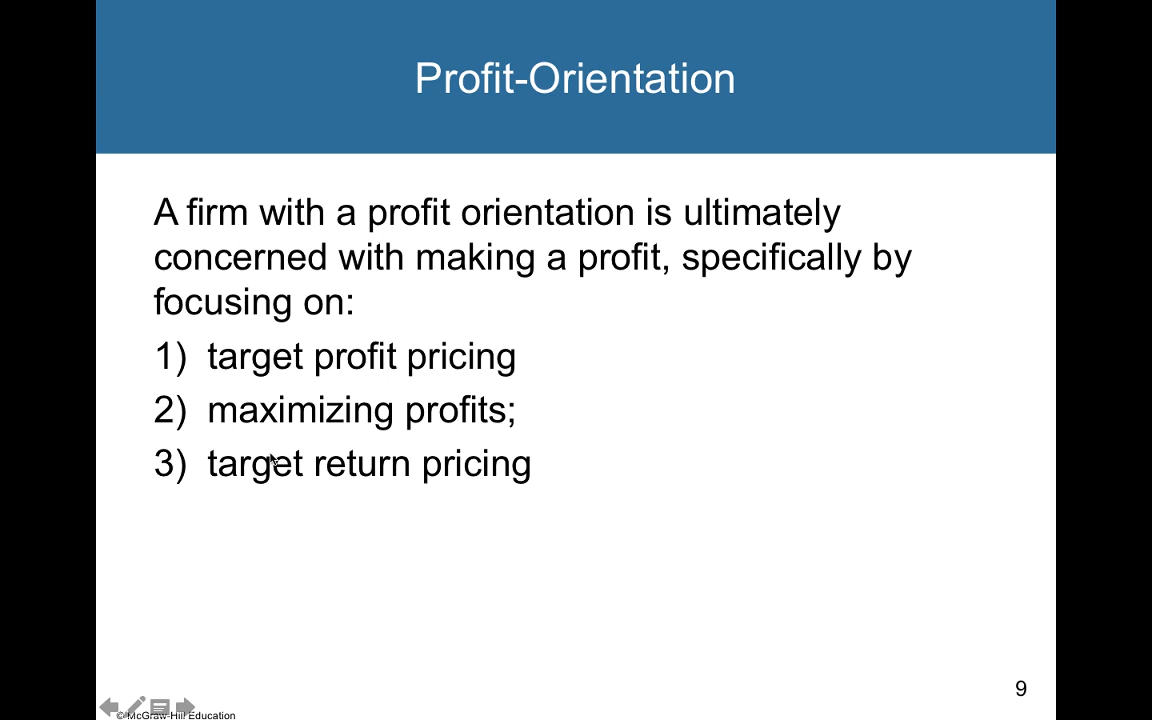 Profit-Orientation
A firm with a profit orientation is ultimately
concerned with making a profit, specifically by
focusing on:
1) target profit pricing
2) maximizing profits;
3) target return pricing
9
©McGraw-Hill Education